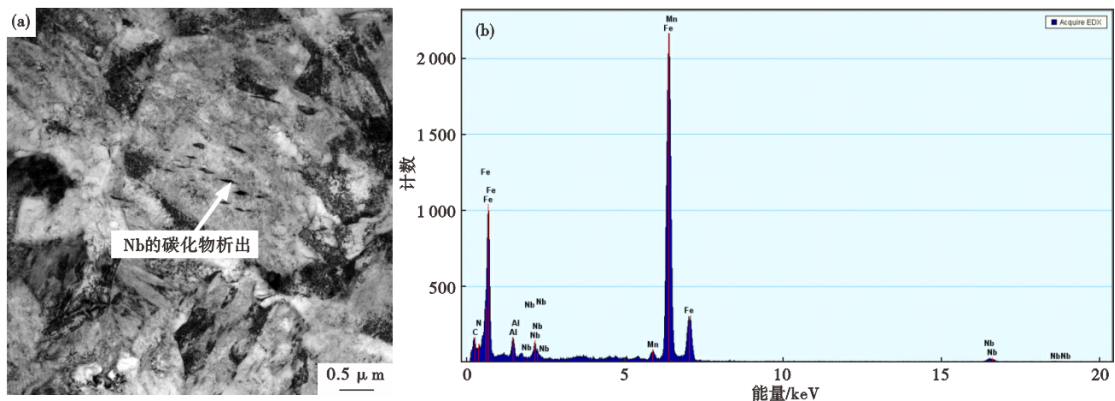 (a)
Nb的碳化物析出
0.5 μm
(b)
Acquire EDX
计数
2 000
1 500
1 000
500
Mn
Fe
Fe
Fe
Fe
N
C
Al
Al
Nb Nb
Nb
Nb
Nb Nb
Mn
Fe
Nb
Nb
NbNb
0 5 10 15 20
能量/keV